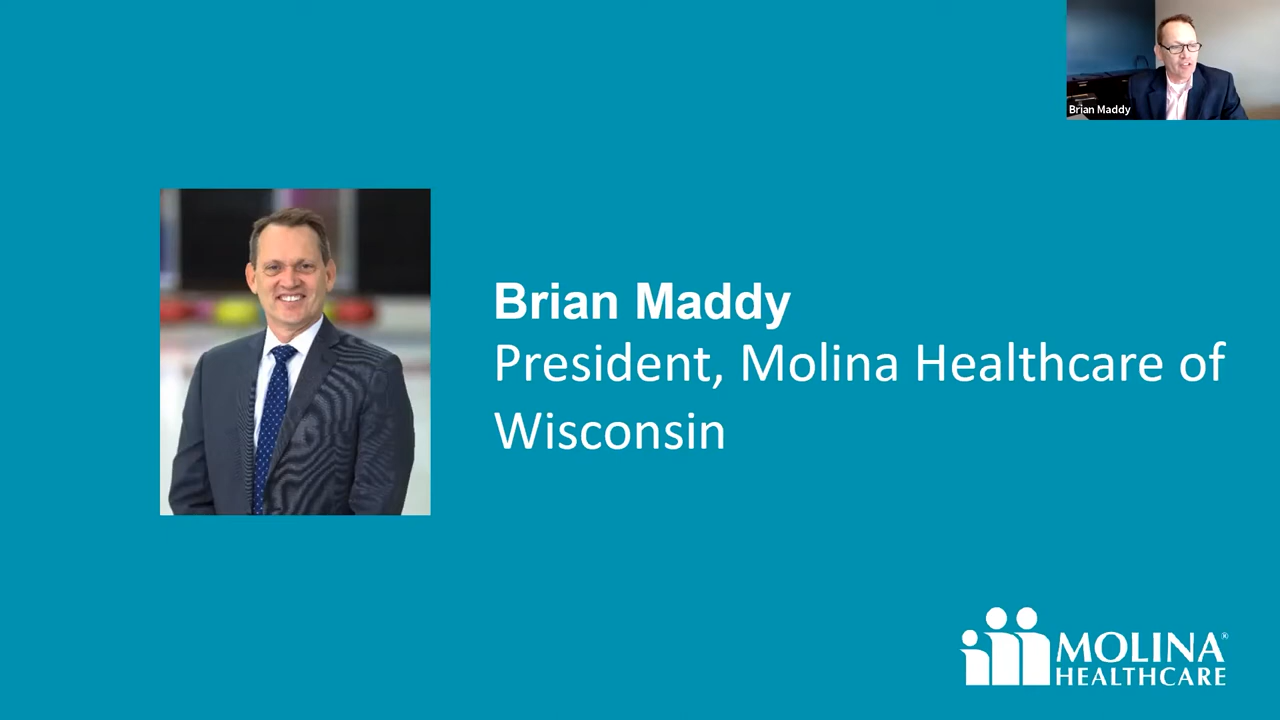 Brian Maddy
Brian Maddy
President, Molina Healthcare of
Wisconsin
MOLINA®
HEALTHCARE